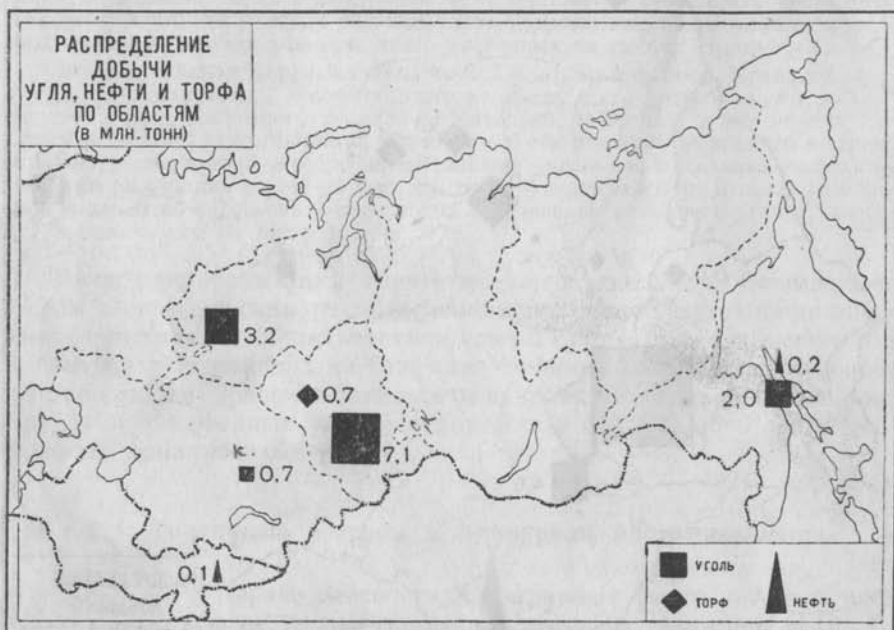 РАСПРЕДЕЛЕНИЕ
ДОБЫЧИ
УГЛЯ, НЕФТИ И ТОРФА
ПО ОБЛАСТЯМ
(В МЛН. ТОНН)
3.2
0.2
0.7
2.0
7.1
К
0.7
0.1
УГОЛЬ
ТОРФ
НЕФТЬ